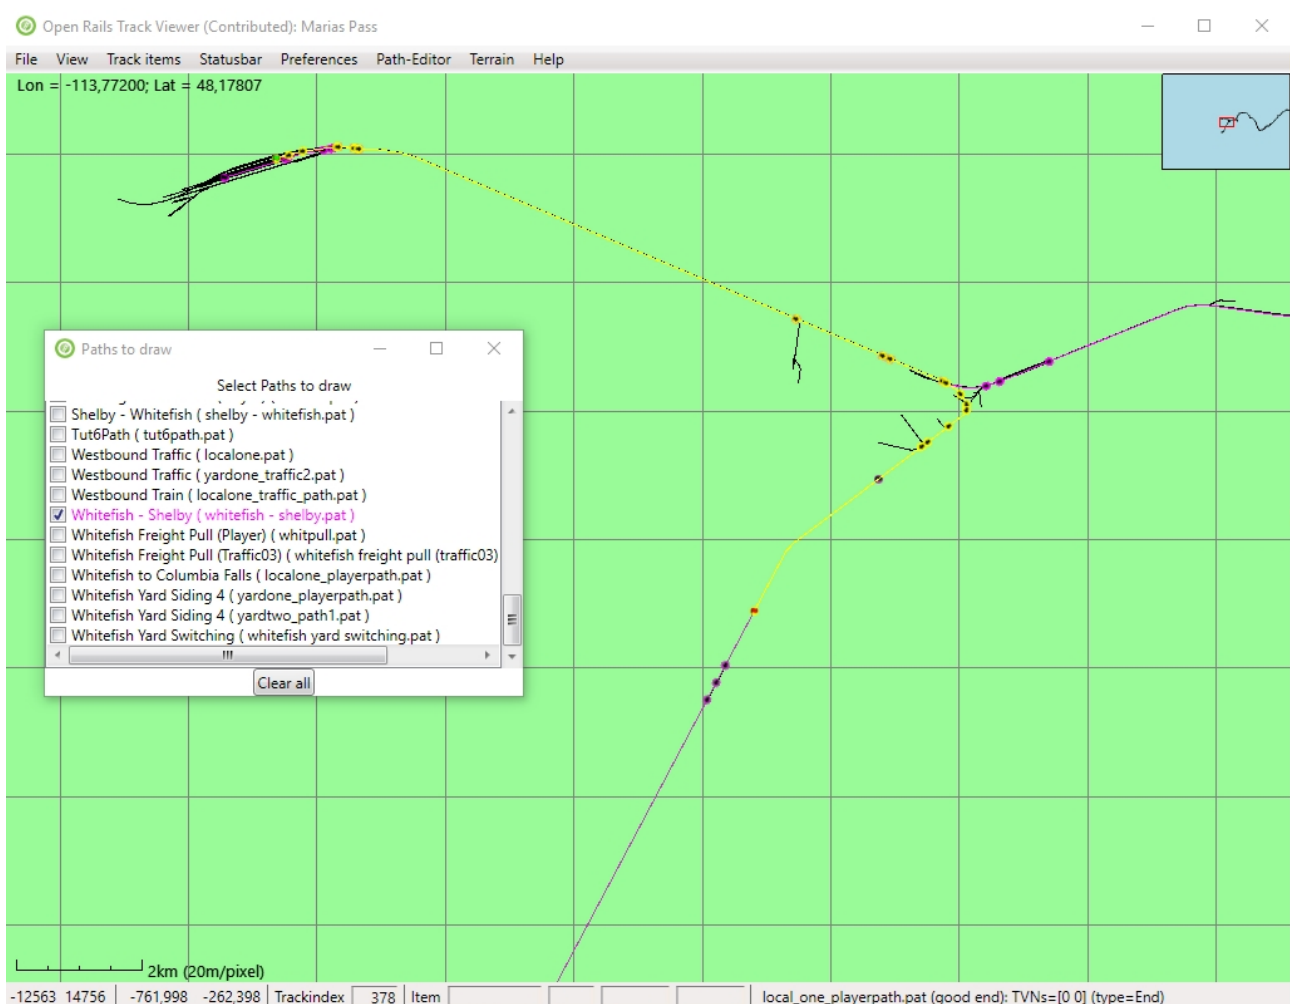 Open Rails Track Viewer (Contributed): Marias Pass
File View Track items Statusbar Preferences Path-Editor Terrain Help
Lon = -113,77200; Lat = 48,17807
Paths to draw
Select Paths to draw
Shelby - Whitefish ( shelby - whitefish.pat )
Tut6Path ( tut6path.pat )
Westbound Traffic ( localone.pat )
Westbound Traffic ( yardone_traffic2.pat )
Westbound Train ( localone_traffic_path.pat )
Whitefish - Shelby ( whitefish - shelby.pat )
Whitefish Freight Pull (Player) ( whitpull.pat )
Whitefish Freight Pull (Traffic03) ( whitefish freight pull (traffic03)
Whitefish to Columbia Falls ( localone_playerpath.pat )
Whitefish Yard Siding 4 ( yardone_playerpath.pat )
Whitefish Yard Siding 4 ( yardtwo_path1.pat )
Whitefish Yard Switching ( whitefish yard switching.pat )
Clear all
2km (20m/pixel)
-12563 14756 -761,998 -262,398 Trackindex 378 Item local_one_playerpath.pat (good end): TVNs=[0 0] (type=End)